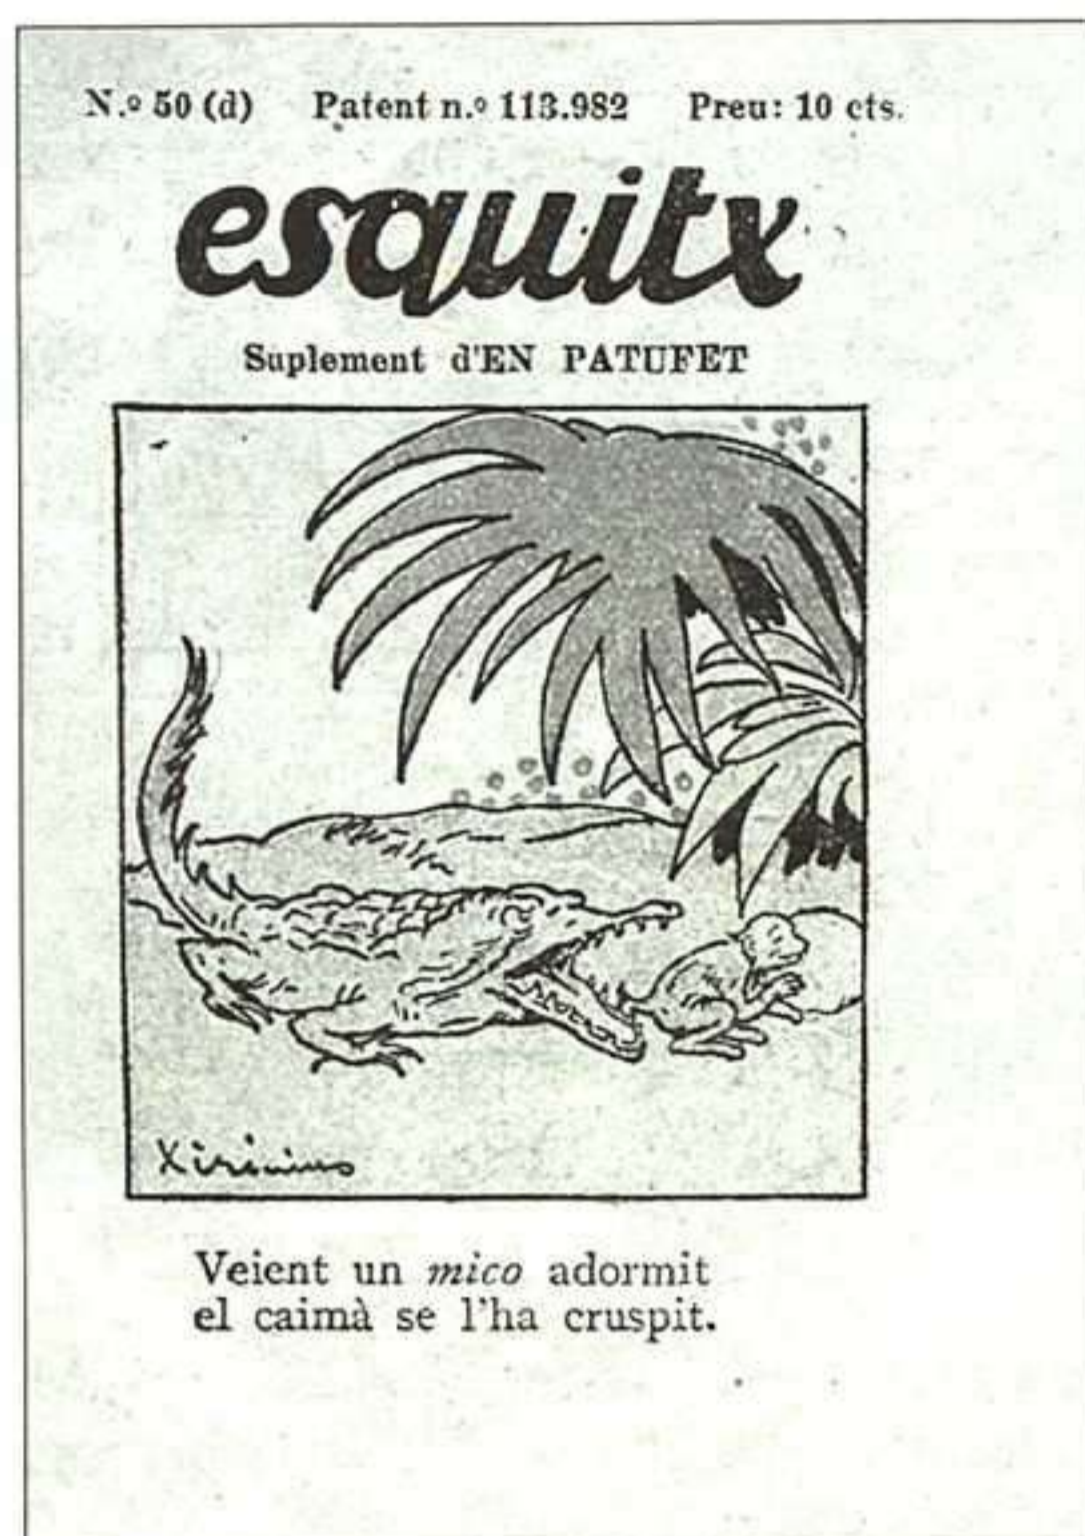 N.º 50 (d) Patent n.º 113.982 Preu: 10 cts.
esquitx
Suplement d'EN PATUFET
Xirinius
Veient un mico adormit
el caimà se l'ha cruspit.